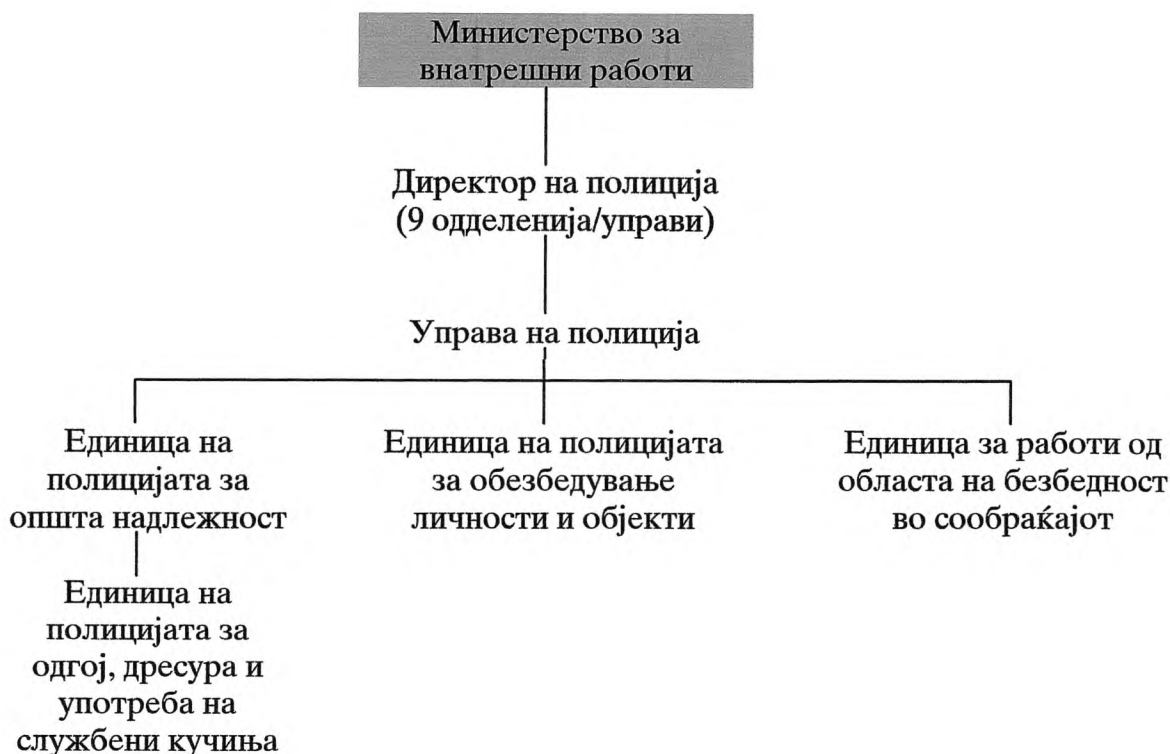 Министерство за
внатрешни работи
Директор на полиција
(9 одделенија/управи)
Управа на полиција
Единица на
полицијата за
општа надлежност
Единица на полицијата
за обезбедување
личности и објекти
Единица за работи од
областа на безбедност
во сообраќајот
Единица на
полицијата за
одгој, дресура и
употреба на
службени кучиња